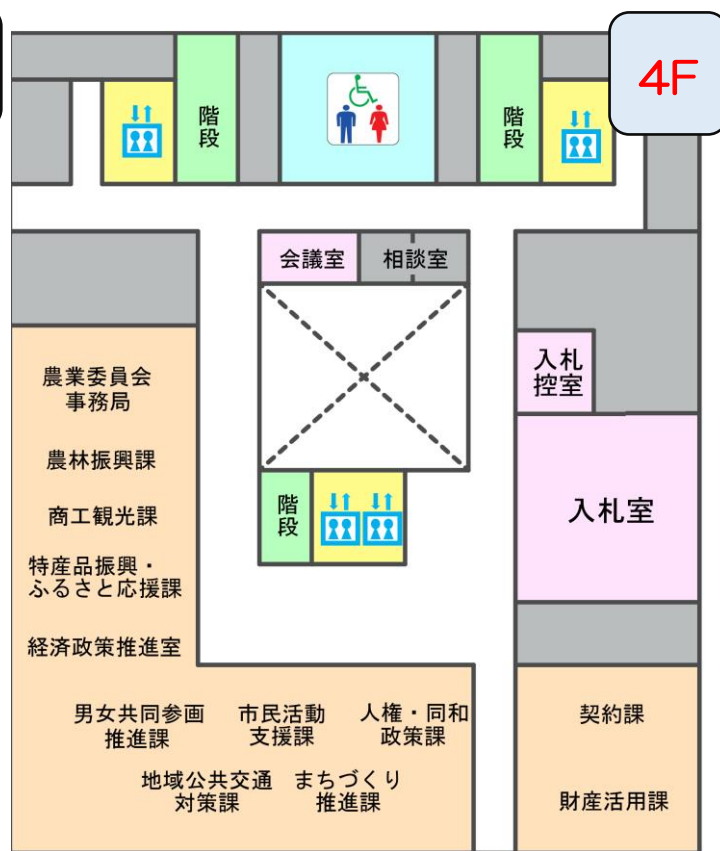 4F
階
段
階
段
会議室
相談室
農業委員会
事務局
入札
控室
農林振興課
階
段
入札室
商工観光課
特産品振興・
ふるさと応援課
経済政策推進室
男女共同参画
推進課
市民活動
支援課
人権・同和
政策課
契約課
地域公共交通
対策課
まちづくり
推進課
財産活用課